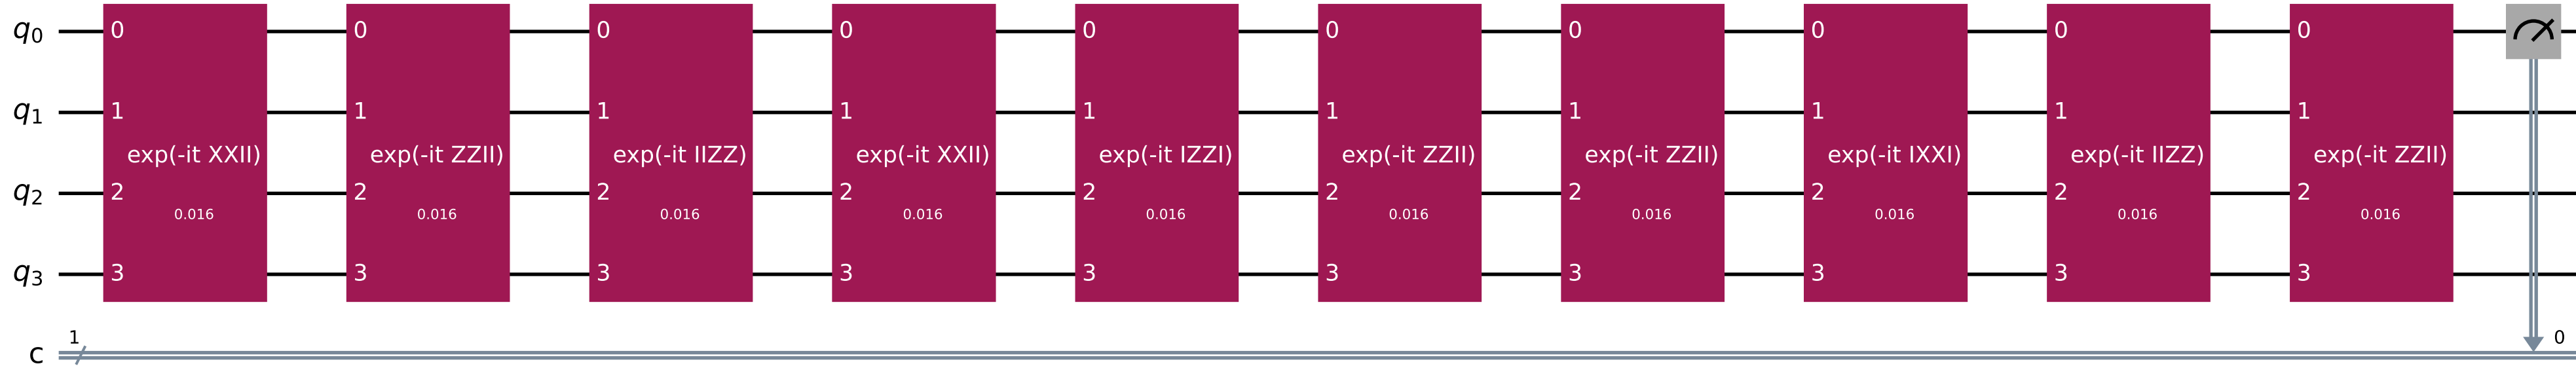 q0 0 0 0 0 0 0 0 0 0 0
q1 1 1 1 1 1 1 1 1 1 1
exp(-it XXII) exp(-it ZZII) exp(-it IIZZ) exp(-it XXII) exp(-it IZZI) exp(-it ZZII) exp(-it ZZII) exp(-it IXXI) exp(-it IIZZ) exp(-it ZZII)
q2 2 2 2 2 2 2 2 2 2 2
0.016 0.016 0.016 0.016 0.016 0.016 0.016 0.016 0.016 0.016
q3 3 3 3 3 3 3 3 3 3 3
1 0
c